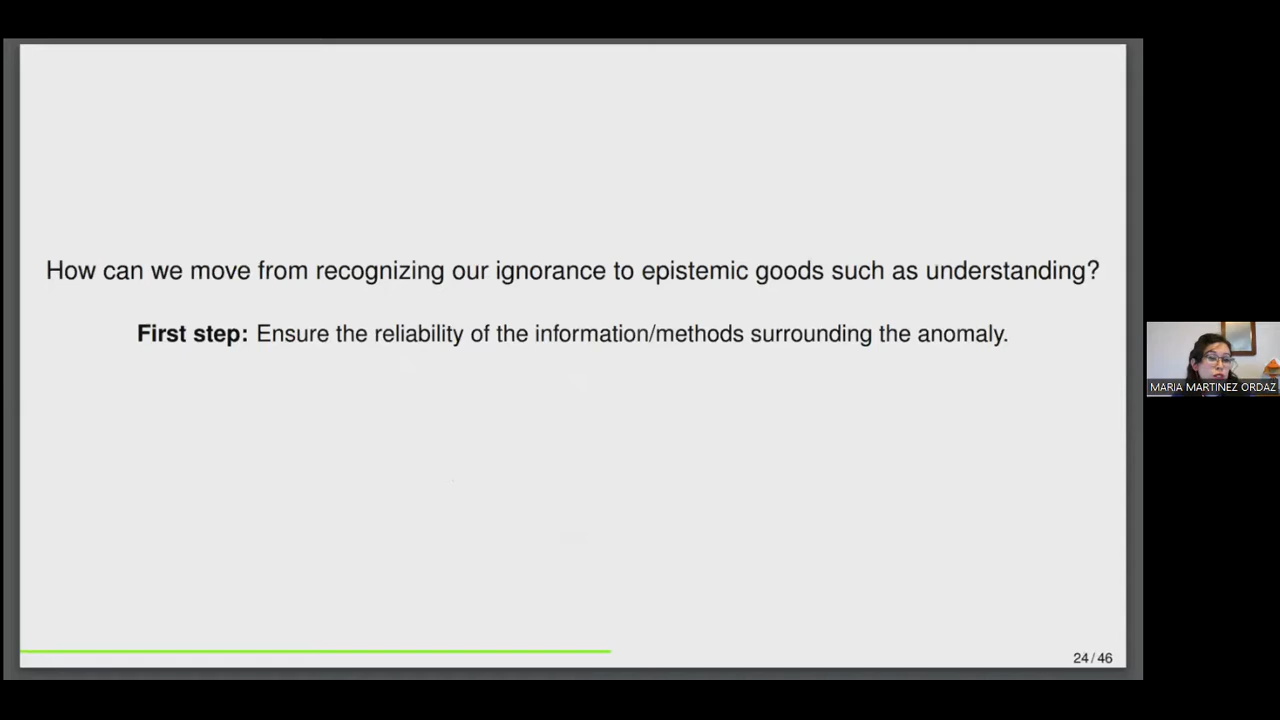 How can we move from recognizing our ignorance to epistemic goods such as understanding?
First step: Ensure the reliability of the information/methods surrounding the anomaly.
MARIA MARTINEZ ORDAZ
24/46